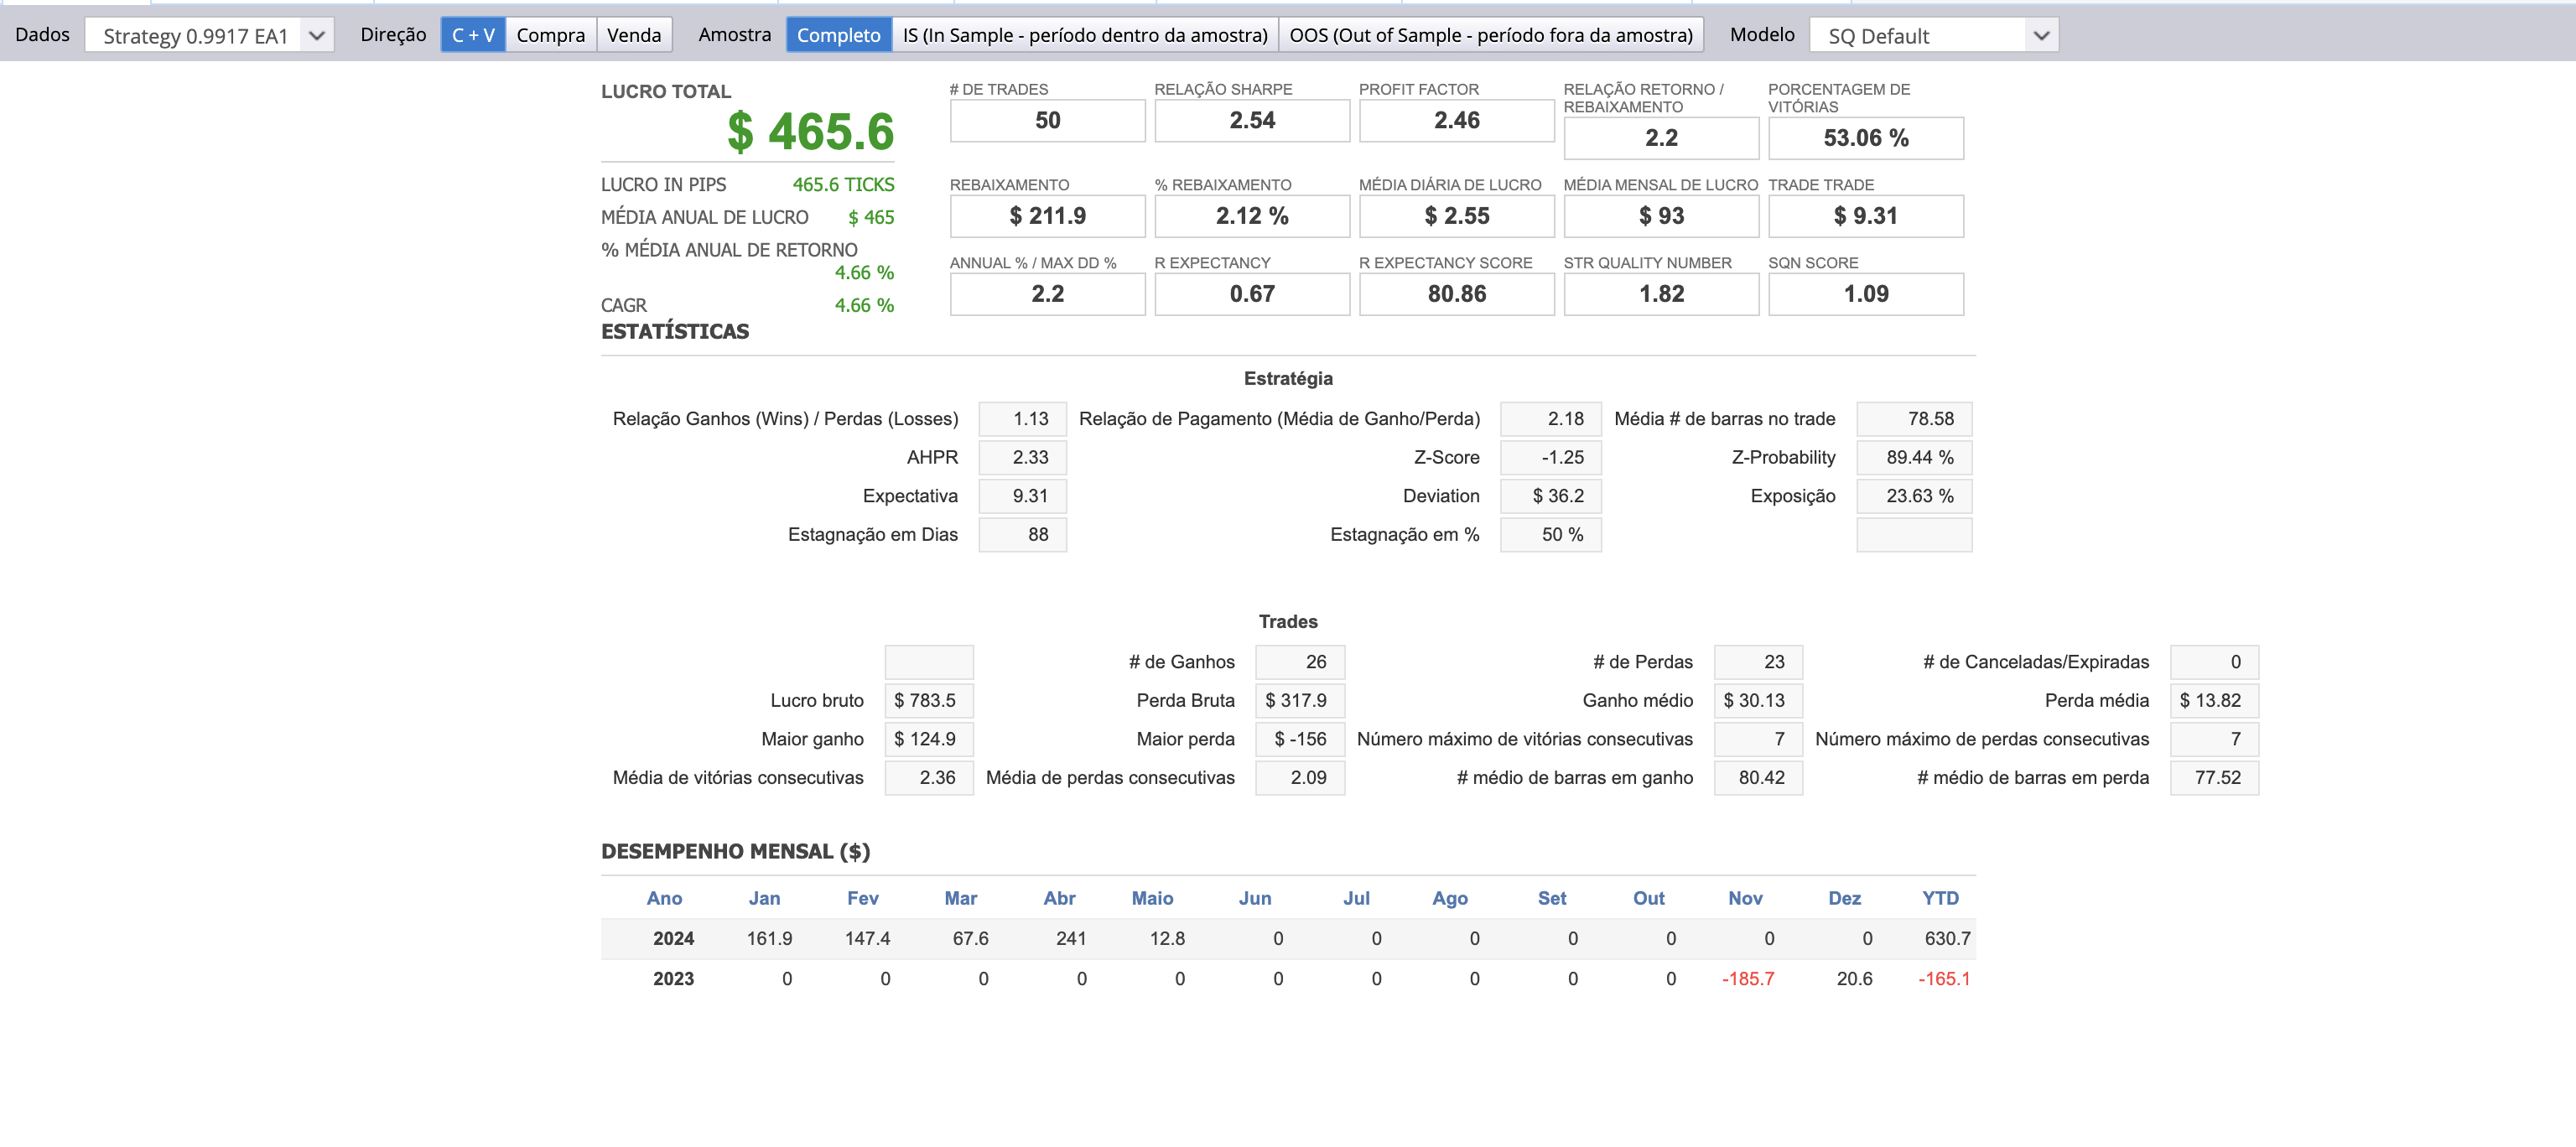 Dados Strategy 0.9917 EA1 Direção C + V Compra Venda Amostra Completo IS (In Sample - período dentro da amostra) OOS (Out of Sample - período fora da amostra) Modelo SQ Default
LUCRO TOTAL
$ 465.6
LUCRO IN PIPS 465.6 TICKS
MÉDIA ANUAL DE LUCRO $ 465
% MÉDIA ANUAL DE RETORNO
4.66 %
CAGR 4.66 %
# DE TRADES RELAÇÃO SHARPE PROFIT FACTOR RELAÇÃO RETORNO / REBAIXAMENTO PORCENTAGEM DE VITÓRIAS
50 2.54 2.46 2.2 53.06 %
REBAIXAMENTO % REBAIXAMENTO MÉDIA DIÁRIA DE LUCRO MÉDIA MENSAL DE LUCRO TRADE TRADE
$ 211.9 2.12 % $ 2.55 $ 93 $ 9.31
ANNUAL % / MAX DD % R EXPECTANCY R EXPECTANCY SCORE STR QUALITY NUMBER SQN SCORE
2.2 0.67 80.86 1.82 1.09
ESTATÍSTICAS
Estratégia
Relação Ganhos (Wins) / Perdas (Losses) 1.13 Relação de Pagamento (Média de Ganho/Perda) 2.18 Média # de barras no trade 78.58
AHPR 2.33 Z-Score -1.25 Z-Probability 89.44 %
Expectativa 9.31 Deviation $ 36.2 Exposição 23.63 %
Estagnação em Dias 88 Estagnação em % 50 %
Trades
# de Ganhos 26 # de Perdas 23 # de Canceladas/Expiradas 0
Lucro bruto $ 783.5 Perda Bruta $ 317.9 Ganho médio $ 30.13 Perda média $ 13.82
Maior ganho $ 124.9 Maior perda $ -156 Número máximo de vitórias consecutivas 7 Número máximo de perdas consecutivas 7
Média de vitórias consecutivas 2.36 Média de perdas consecutivas 2.09 # médio de barras em ganho 80.42 # médio de barras em perda 77.52
DESEMPENHO MENSAL ($)
Ano Jan Fev Mar Abr Maio Jun Jul Ago Set Out Nov Dez YTD
2024 161.9 147.4 67.6 241 12.8 0 0 0 0 0 0 0 630.7
2023 0 0 0 0 0 0 0 0 0 0 -185.7 20.6 -165.1